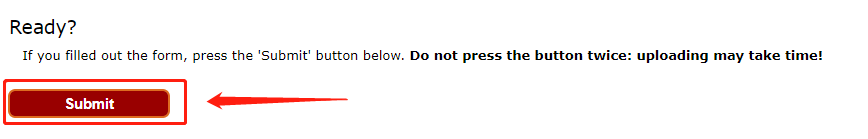 Ready?
If you filled out the form, press the 'Submit' button below. Do not press the button twice: uploading may take time!
Submit